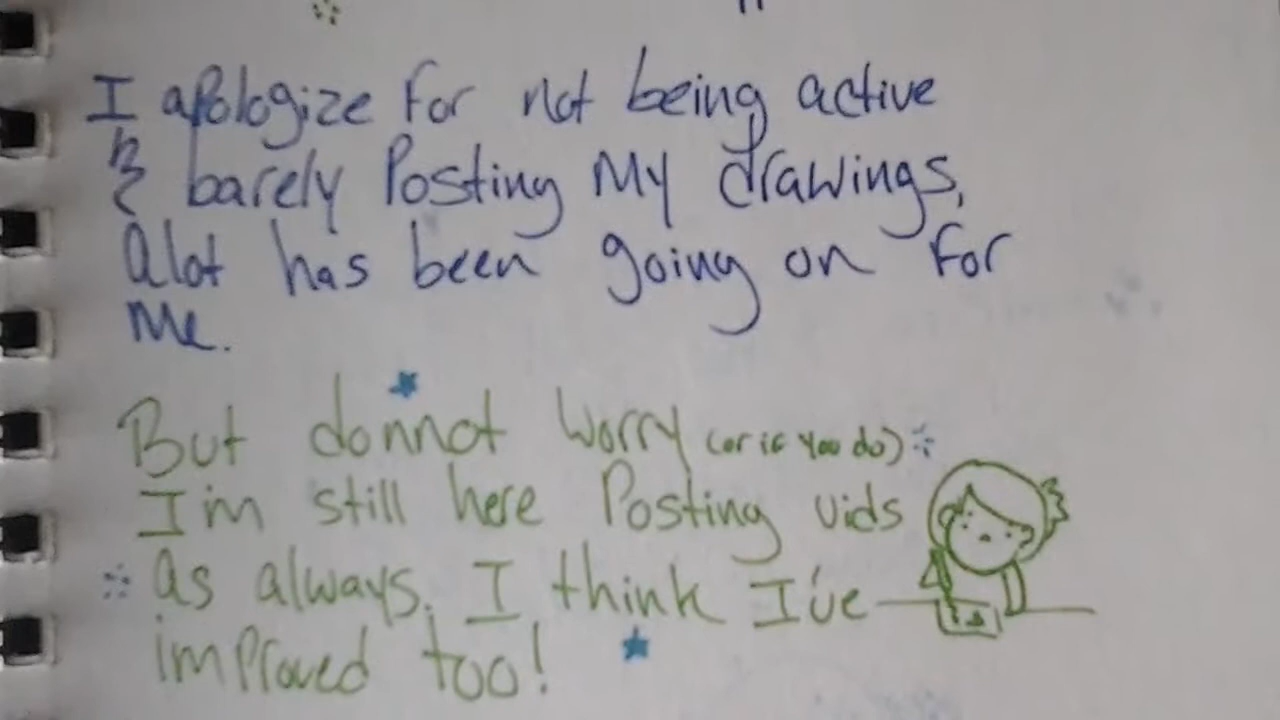 I apologize for not being active
& barely Posting My drawings,
Alot has been going on for
Me.
But donnot worry (or if you do)
I'm still here Posting vids
As always. I think I've
improved too!